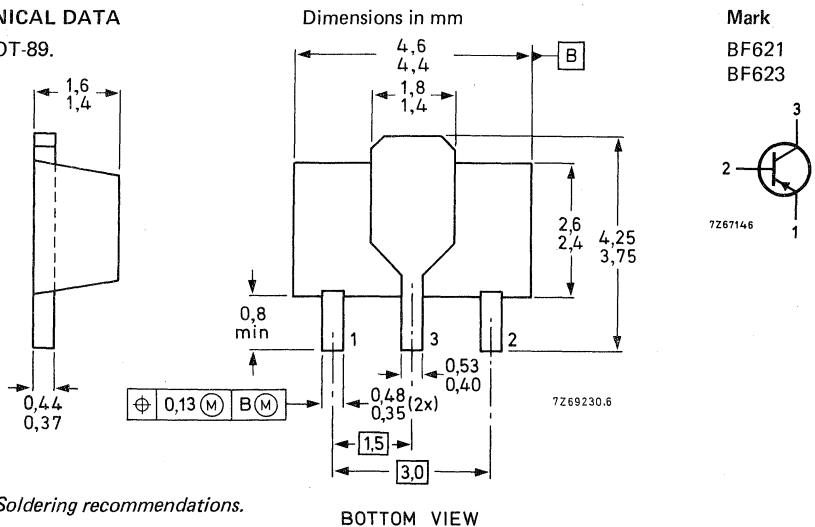 NICAL DATA
Dimensions in mm
Mark
OT-89.
BF621
BF623
4,6
4,4
B
1,6
1,4
1,8
1,4
3
2
1
7Z67146
2,6
2,4
4,25
3,75
0,8
min
1
3
2
0,53
0,40
0,44
0,37
0,13 M B M
0,48
0,35 (2x)
7Z69230.6
1,5
3,0
Soldering recommendations.
BOTTOM VIEW